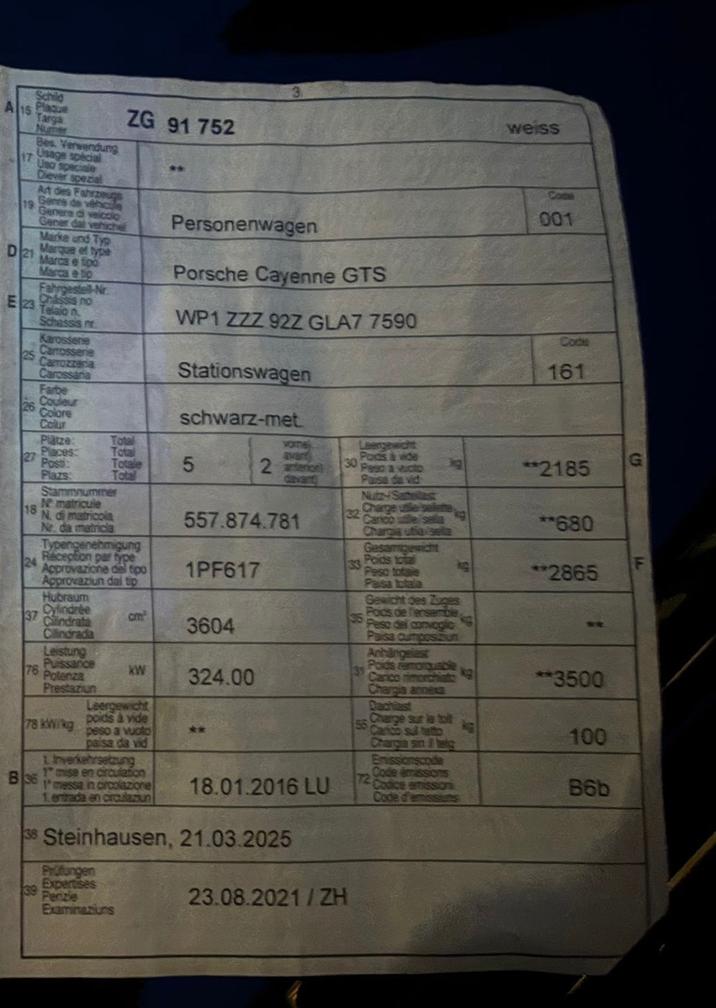 3
A 15 Schild Plaque Targa Numer ZG 91 752 weiss
17 Bes. Verwendung Usage spécial Uso speciale Diever spezial **
19 Art des Fahrzeugs Genre de véhicule Genere di veicolo Gener dal vehichel Personenwagen Code 001
D 21 Marke und Typ Marque et type Marca e tipo Marca e tip Porsche Cayenne GTS
E 23 Fahrgestell-Nr. Châssis no Telaio n. Schassis nr. WP1 ZZZ 92Z GLA7 7590
25 Karosserie Carrosserie Carrozzeria Carossaria Stationswagen Code 161
26 Farbe Couleur Colore Colur schwarz-met.
27 Plätze: Total Places: Total Posti: Totale Plazs: Total 5 2 vorne) avant) anteriori) davant) 30 Leergewicht Poids à vide Peso a vuoto Paisa da vid kg **2185 G
18 Stammnummer N° matricule N. di matricola Nr. da matricla 557.874.781 32 Nutz-/Sattellast Charge utile/sellette Carico utile/sella Chargia utila/sella kg **680
24 Typengenehmigung Réception par type Approvazione del tipo Approvaziun dal tip 1PF617 33 Gesamtgewicht Poids total Peso totale Paisa totala kg **2865 F
37 Hubraum Cylindrée Cilindrata Cilindrada cm³ 3604 35 Gewicht des Zuges Poids de l'ensemble Peso del convoglio Paisa cumposiziun kg **
76 Leistung Puissance Potenza Prestaziun kW 324.00 31 Anhängelast Poids remorquable Carico rimorchiato Chargia annexa kg **3500
78 kW/kg Leergewicht poids à vide peso a vuoto paisa da vid ** 55 Dachlast Charge sur le toit Carico sul tetto Chargia sin il tetg 100
B 36 1. Inverkehrsetzung 1re mise en circulation 1a messa in circolazione 1. entrada en circulaziun 18.01.2016 LU 72 Emissionscode Code émissions Codice emissioni Code d'emissiuns B6b
38 Steinhausen, 21.03.2025
39 Prüfungen Expertises Perizie Examinaziuns 23.08.2021 / ZH